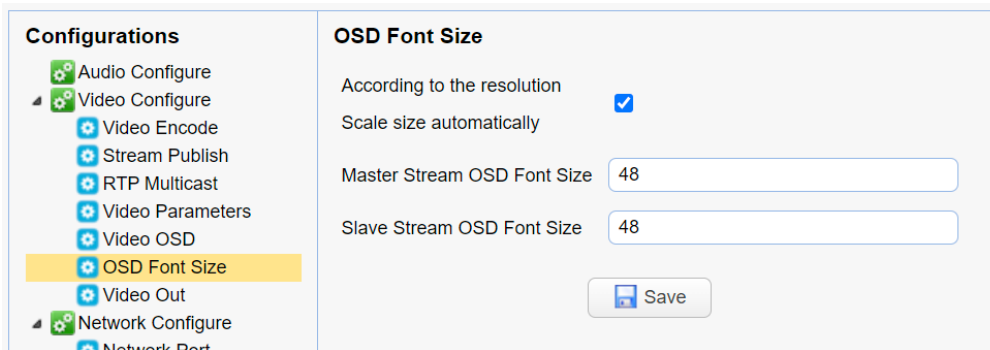 Configurations
Audio Configure
Video Configure
Video Encode
Stream Publish
RTP Multicast
Video Parameters
Video OSD
OSD Font Size
Video Out
Network Configure
Network Port
OSD Font Size
According to the resolution
Scale size automatically
Master Stream OSD Font Size 48
Slave Stream OSD Font Size 48
Save